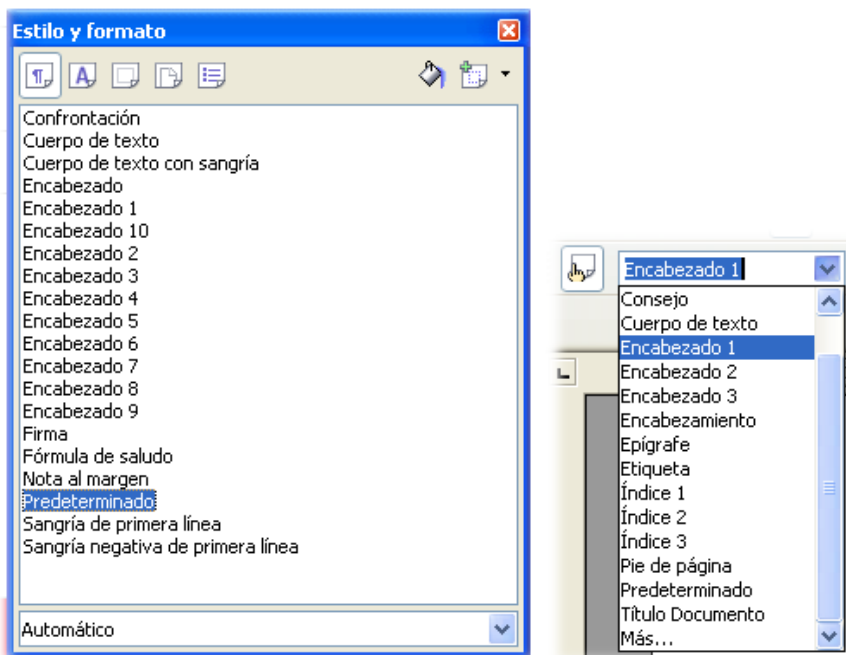 Estilo y formato
Confrontación
Cuerpo de texto
Cuerpo de texto con sangría
Encabezado
Encabezado 1
Encabezado 10
Encabezado 2
Encabezado 3
Encabezado 4
Encabezado 5
Encabezado 6
Encabezado 7
Encabezado 8
Encabezado 9
Firma
Fórmula de saludo
Nota al margen
Predeterminado
Sangría de primera línea
Sangría negativa de primera línea
Automático
Encabezado 1
Consejo
Cuerpo de texto
Encabezado 1
Encabezado 2
Encabezado 3
Encabezamiento
Epígrafe
Etiqueta
Índice 1
Índice 2
Índice 3
Pie de página
Predeterminado
Título Documento
Más...